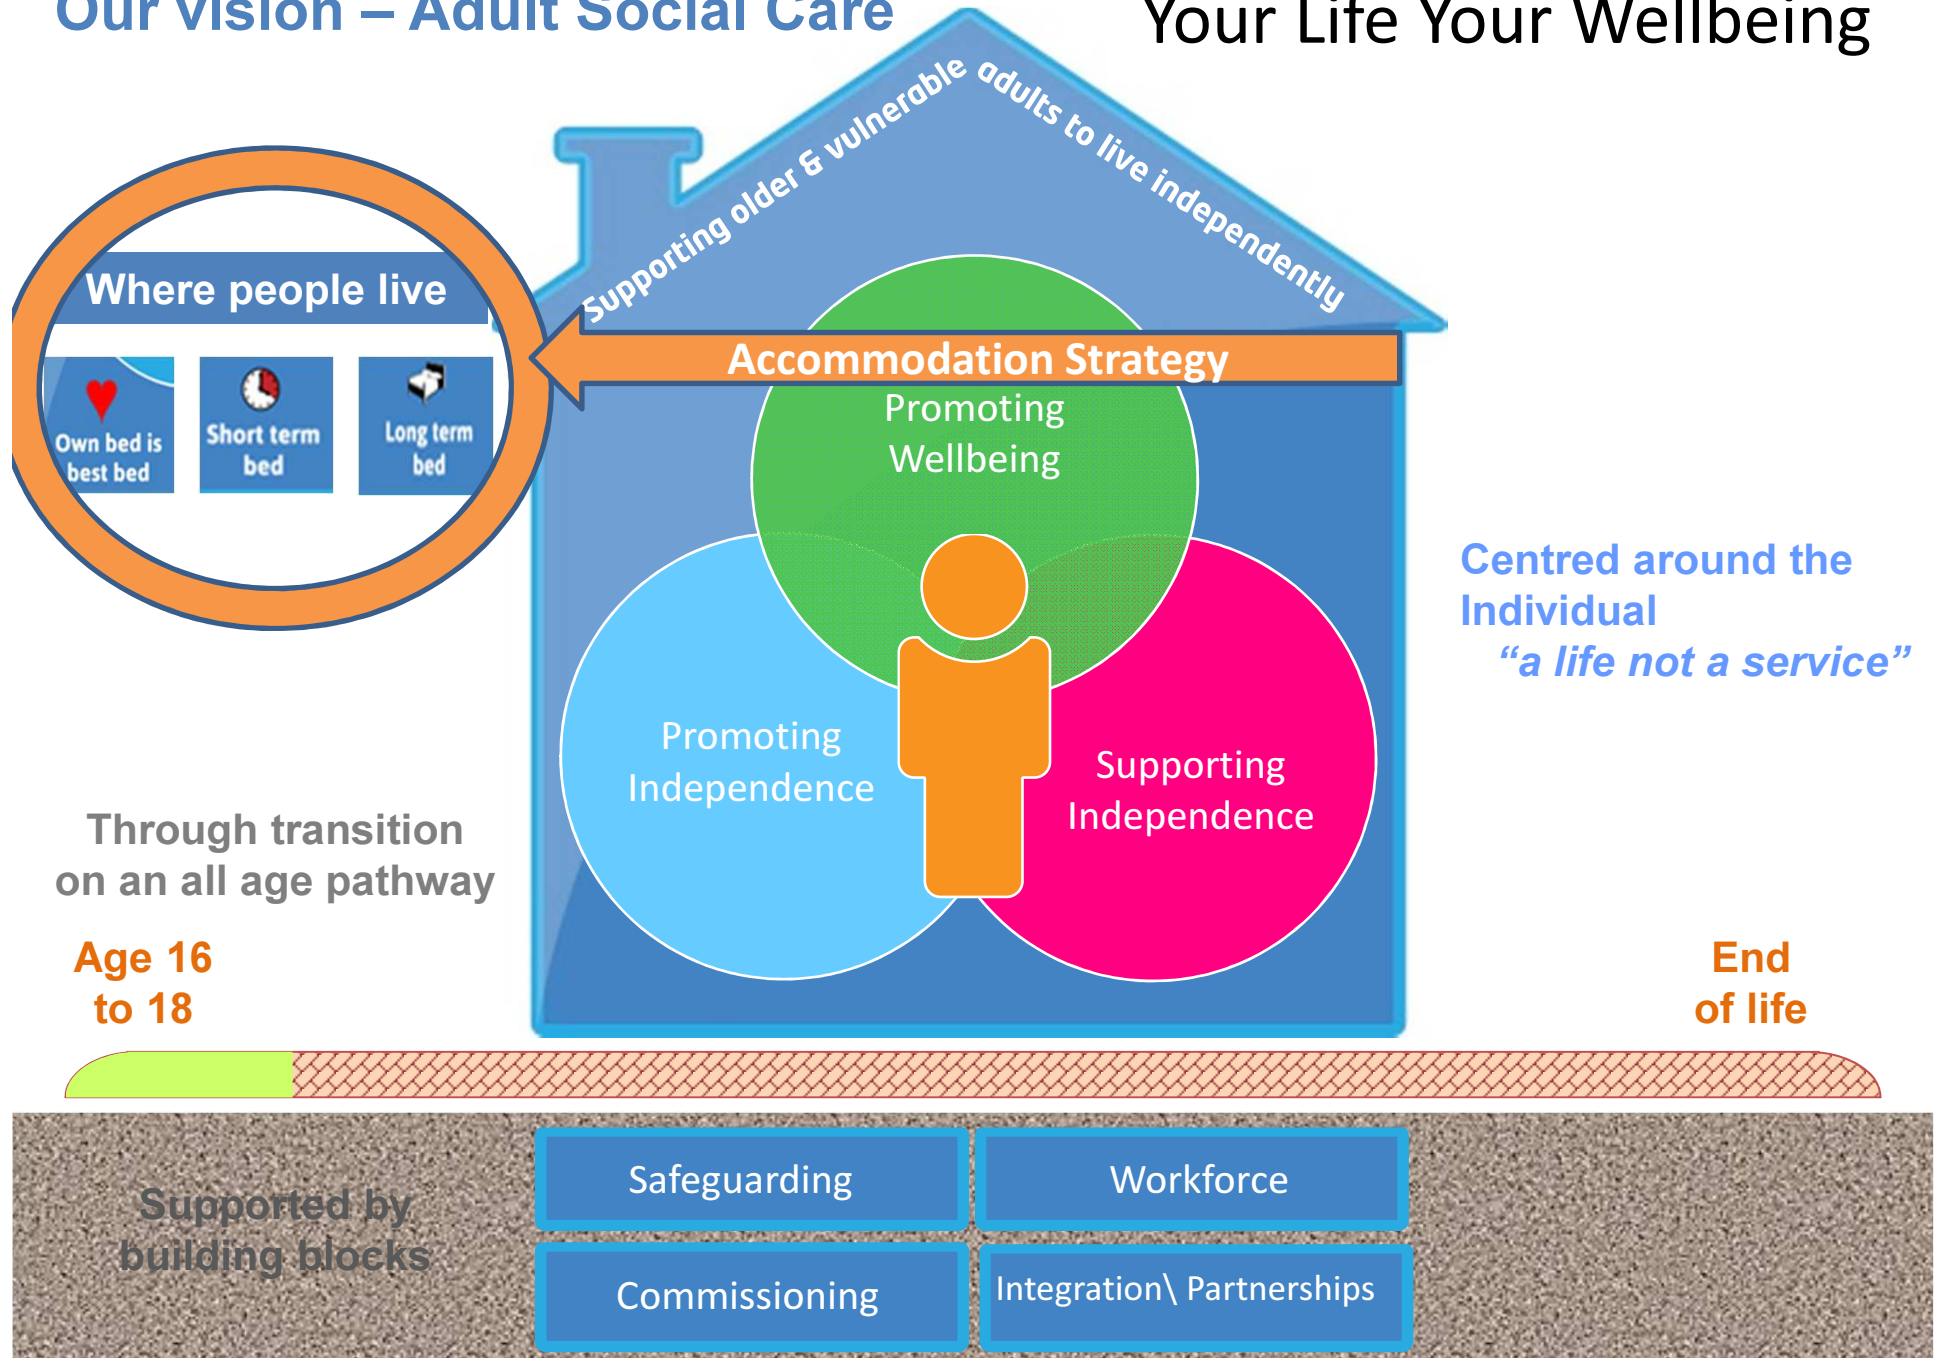 Our vision – Adult Social Care
Your Life Your Wellbeing
Supporting older & vulnerable adults to live independently
Where people live
Own bed is
best bed
Short term
bed
Long term
bed
Accommodation Strategy
Promoting
Wellbeing
Promoting
Independence
Supporting
Independence
Centred around the
Individual
“a life not a service”
Through transition
on an all age pathway
Age 16
to 18
End
of life
Supported by
building blocks
Safeguarding
Workforce
Commissioning
Integration\ Partnerships